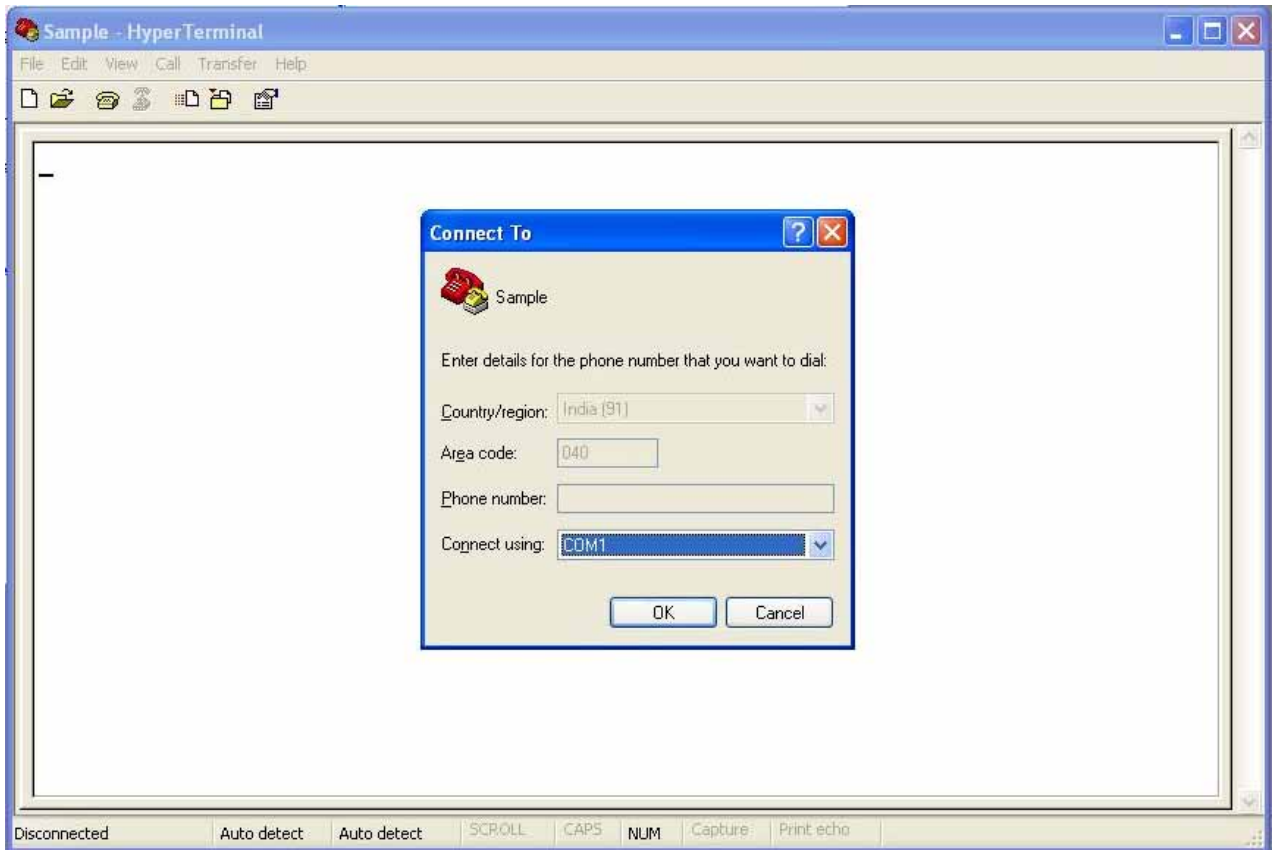 Sample - HyperTerminal
File Edit View Call Transfer Help
Connect To
Sample
Enter details for the phone number that you want to dial:
Country/region: India (91)
Area code: 040
Phone number:
Connect using: COM1
OK Cancel
Disconnected Auto detect Auto detect SCROLL CAPS NUM Capture Print echo